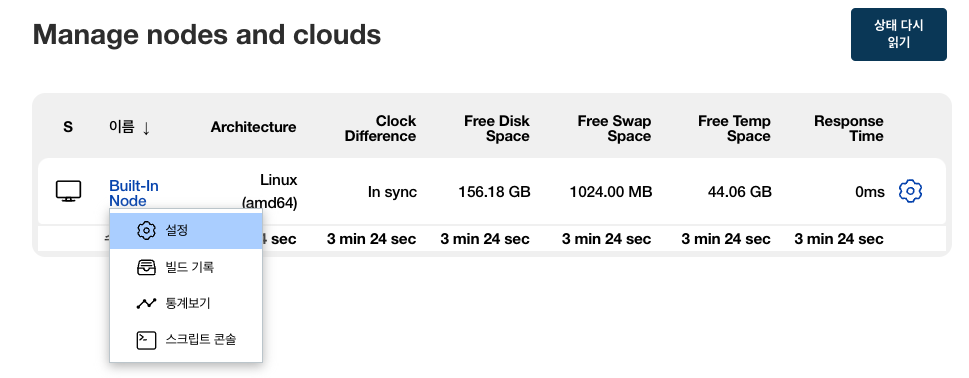 Manage nodes and clouds
상태 다시
읽기
S 이름 ↓ Architecture Clock Difference Free Disk Space Free Swap Space Free Temp Space Response Time
Built-In Node Linux (amd64) In sync 156.18 GB 1024.00 MB 44.06 GB 0ms
sec 3 min 24 sec 3 min 24 sec 3 min 24 sec 3 min 24 sec 3 min 24 sec
설정
빌드 기록
통계보기
스크립트 콘솔